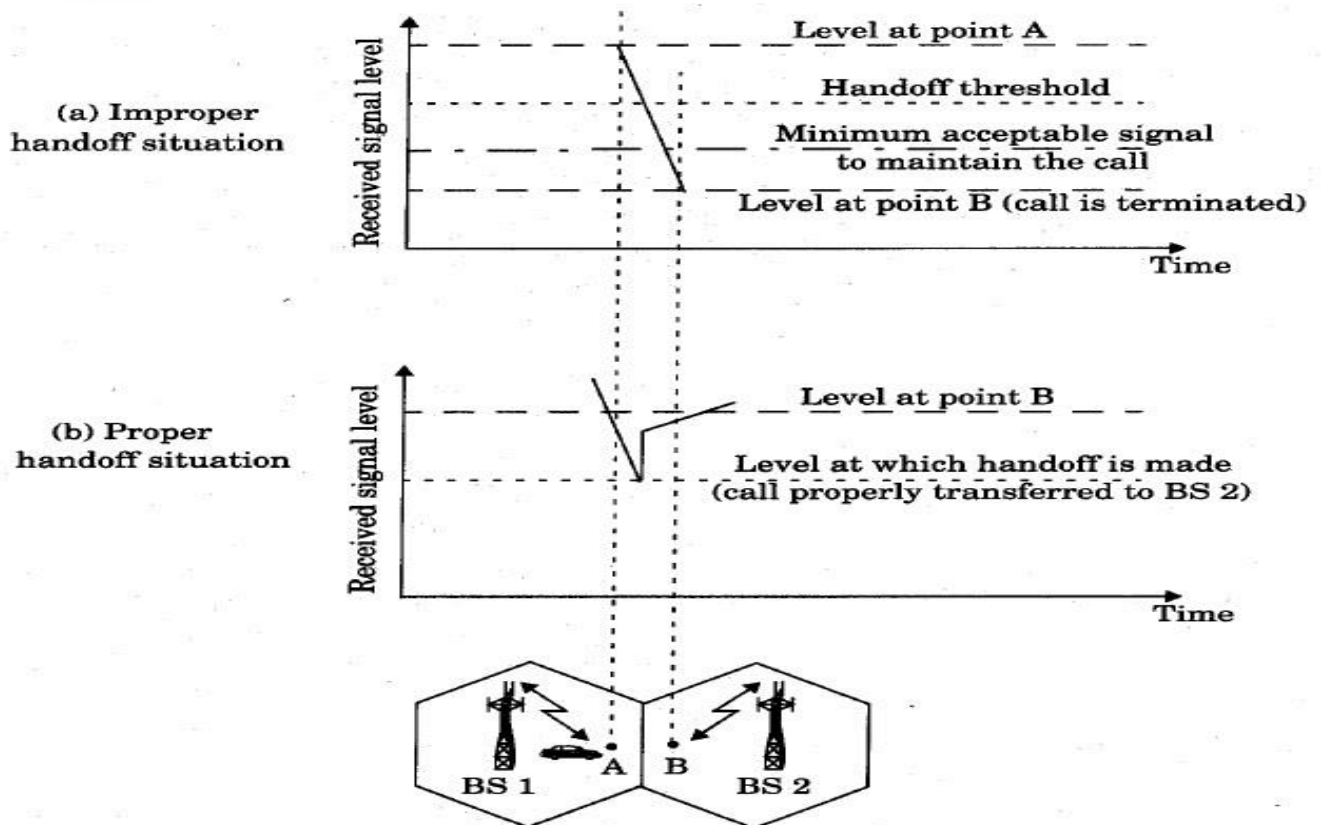 Level at point A
Received signal level
(a) Improper
handoff situation
Handoff threshold
Minimum acceptable signal
to maintain the call
Level at point B (call is terminated)
Time
Received signal level
(b) Proper
handoff situation
Level at point B
Level at which handoff is made
(call properly transferred to BS 2)
Time
BS 1
A
B
BS 2